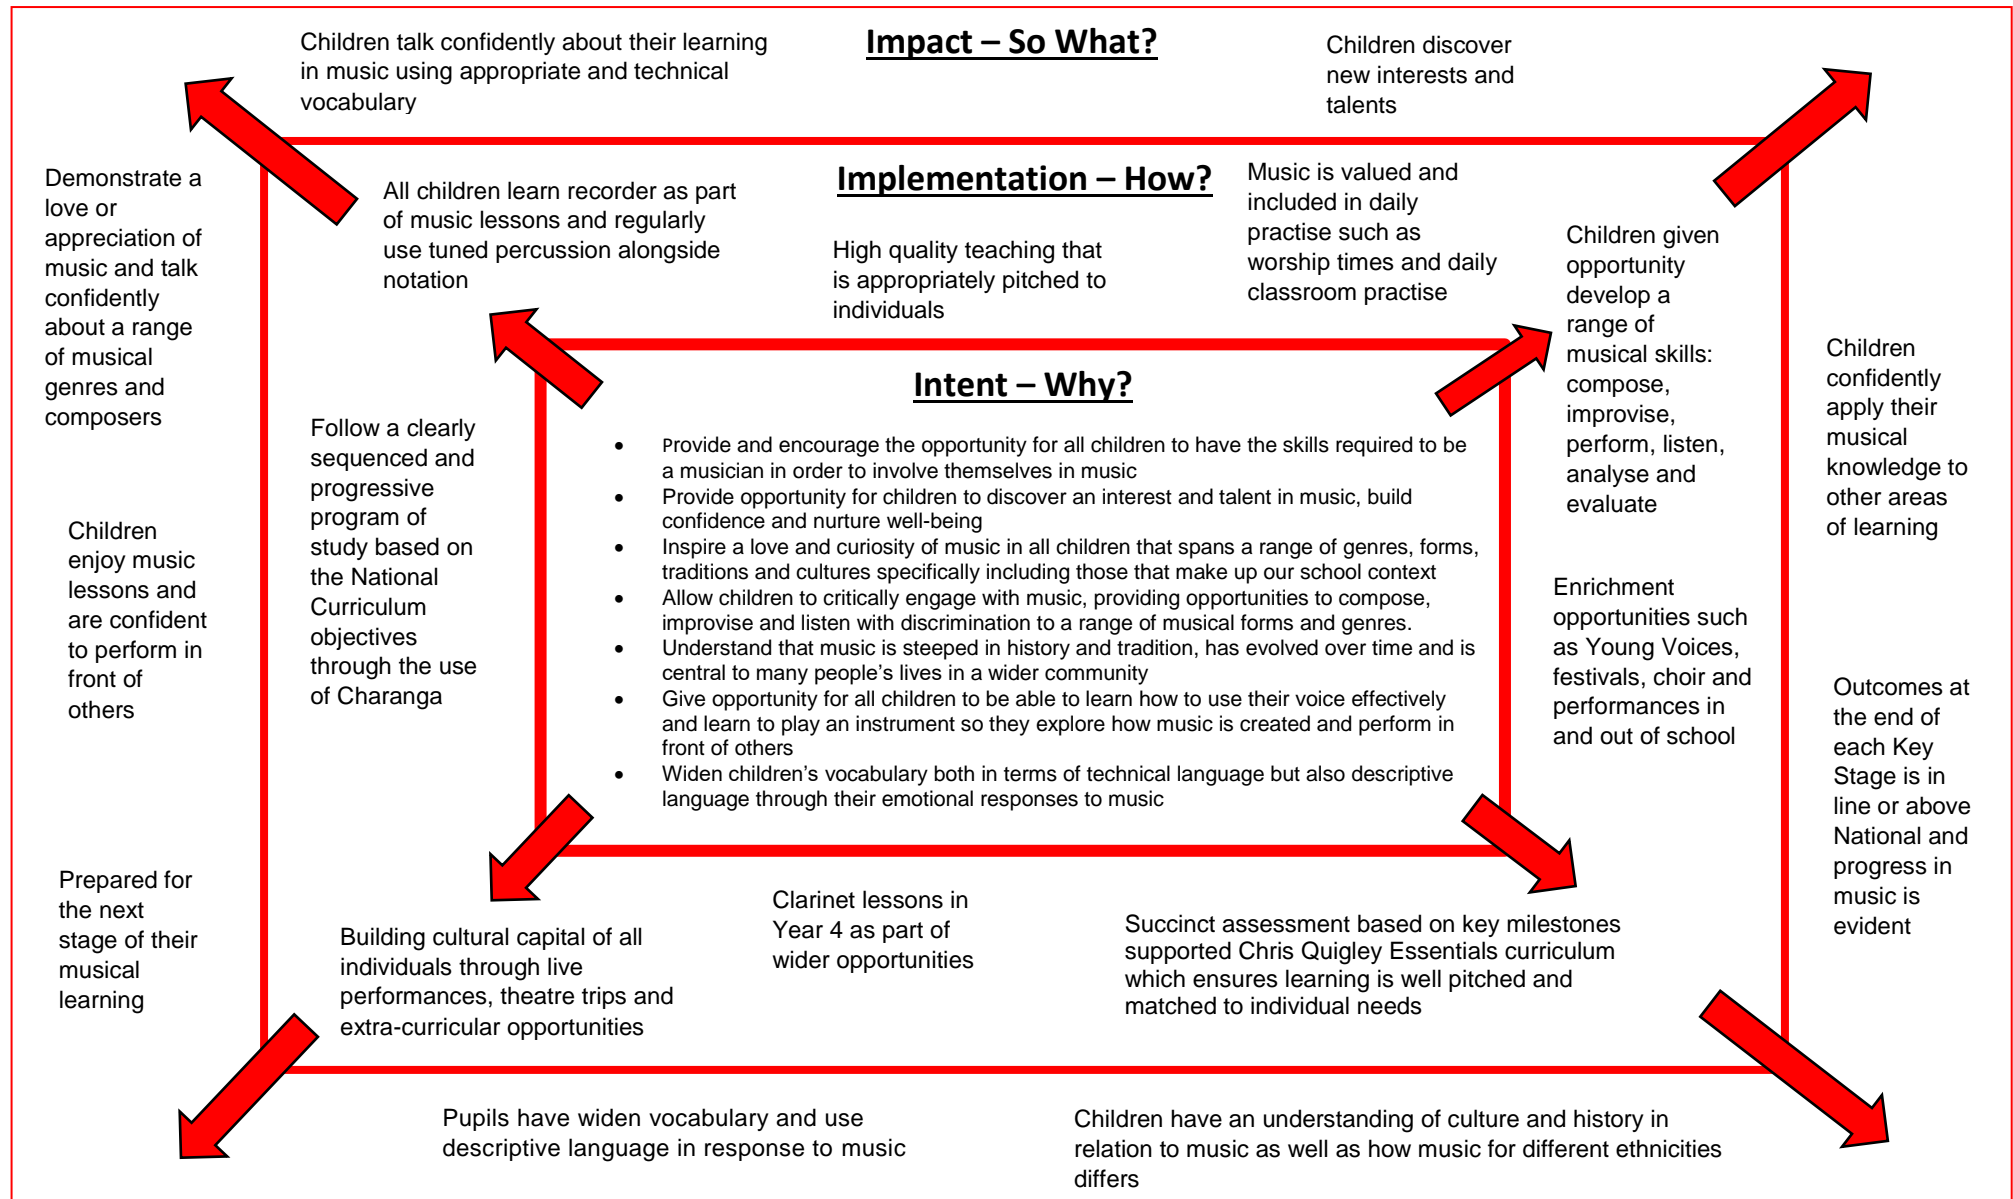 Impact – So What?
Children talk confidently about their learning
in music using appropriate and technical
vocabulary
Children discover
new interests and
talents
Demonstrate a
love or
appreciation of
music and talk
confidently
about a range
of musical
genres and
composers
Children
enjoy music
lessons and
are confident
to perform in
front of
others
Prepared for
the next
stage of their
musical
learning
Implementation – How?
All children learn recorder as part
of music lessons and regularly
use tuned percussion alongside
notation
High quality teaching that
is appropriately pitched to
individuals
Music is valued and
included in daily
practise such as
worship times and daily
classroom practise
Children given
opportunity
develop a
range of
musical skills:
compose,
improvise,
perform, listen,
analyse and
evaluate
Follow a clearly
sequenced and
progressive
program of
study based on
the National
Curriculum
objectives
through the use
of Charanga
Intent – Why?
• Provide and encourage the opportunity for all children to have the skills required to be
a musician in order to involve themselves in music
• Provide opportunity for children to discover an interest and talent in music, build
confidence and nurture well-being
• Inspire a love and curiosity of music in all children that spans a range of genres, forms,
traditions and cultures specifically including those that make up our school context
• Allow children to critically engage with music, providing opportunities to compose,
improvise and listen with discrimination to a range of musical forms and genres.
• Understand that music is steeped in history and tradition, has evolved over time and is
central to many people’s lives in a wider community
• Give opportunity for all children to be able to learn how to use their voice effectively
and learn to play an instrument so they explore how music is created and perform in
front of others
• Widen children’s vocabulary both in terms of technical language but also descriptive
language through their emotional responses to music
Enrichment
opportunities such
as Young Voices,
festivals, choir and
performances in
and out of school
Building cultural capital of all
individuals through live
performances, theatre trips and
extra-curricular opportunities
Clarinet lessons in
Year 4 as part of
wider opportunities
Succinct assessment based on key milestones
supported Chris Quigley Essentials curriculum
which ensures learning is well pitched and
matched to individual needs
Children
confidently
apply their
musical
knowledge to
other areas
of learning
Outcomes at
the end of
each Key
Stage is in
line or above
National and
progress in
music is
evident
Pupils have widen vocabulary and use
descriptive language in response to music
Children have an understanding of culture and history in
relation to music as well as how music for different ethnicities
differs